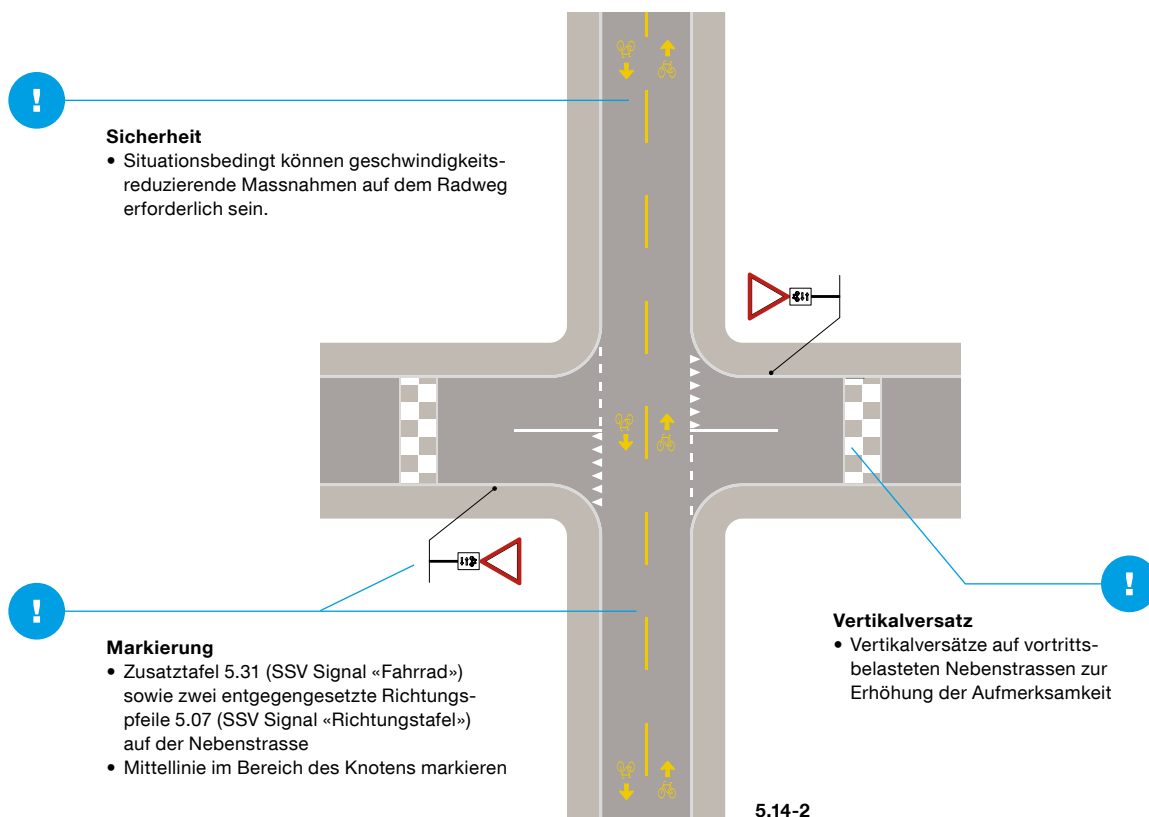 !
Sicherheit
• Situationsbedingt können geschwindigkeits-
reduzierende Massnahmen auf dem Radweg
erforderlich sein.
!
Markierung
• Zusatztafel 5.31 (SSV Signal «Fahrrad»)
sowie zwei entgegengesetzte Richtungs-
pfeile 5.07 (SSV Signal «Richtungstafel»)
auf der Nebenstrasse
• Mittellinie im Bereich des Knotens markieren
!
Vertikalversatz
• Vertikalversätze auf vortritts-
belasteten Nebenstrassen zur
Erhöhung der Aufmerksamkeit
5.14-2